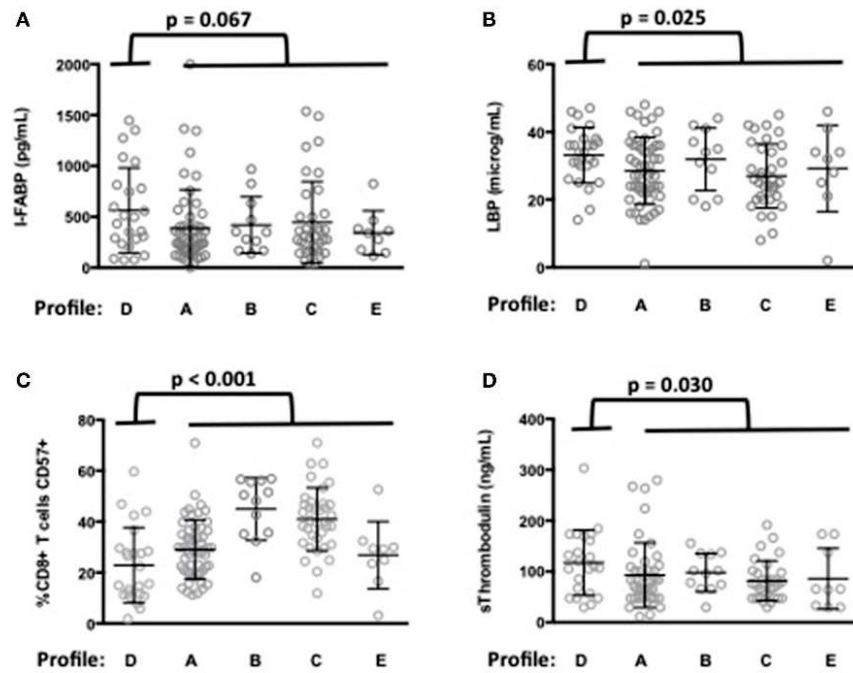 A
p = 0.067
2000
1500
1000
500
0
I-FABP (pg/mL)
Profile: D A B C E
B
p = 0.025
60
40
20
0
LBP (microg/mL)
Profile: D A B C E
C
p < 0.001
80
60
40
20
0
%CD8+ T cells CD57+
Profile: D A B C E
D
p = 0.030
400
300
200
100
0
sThrombodulin (ng/mL)
Profile: D A B C E